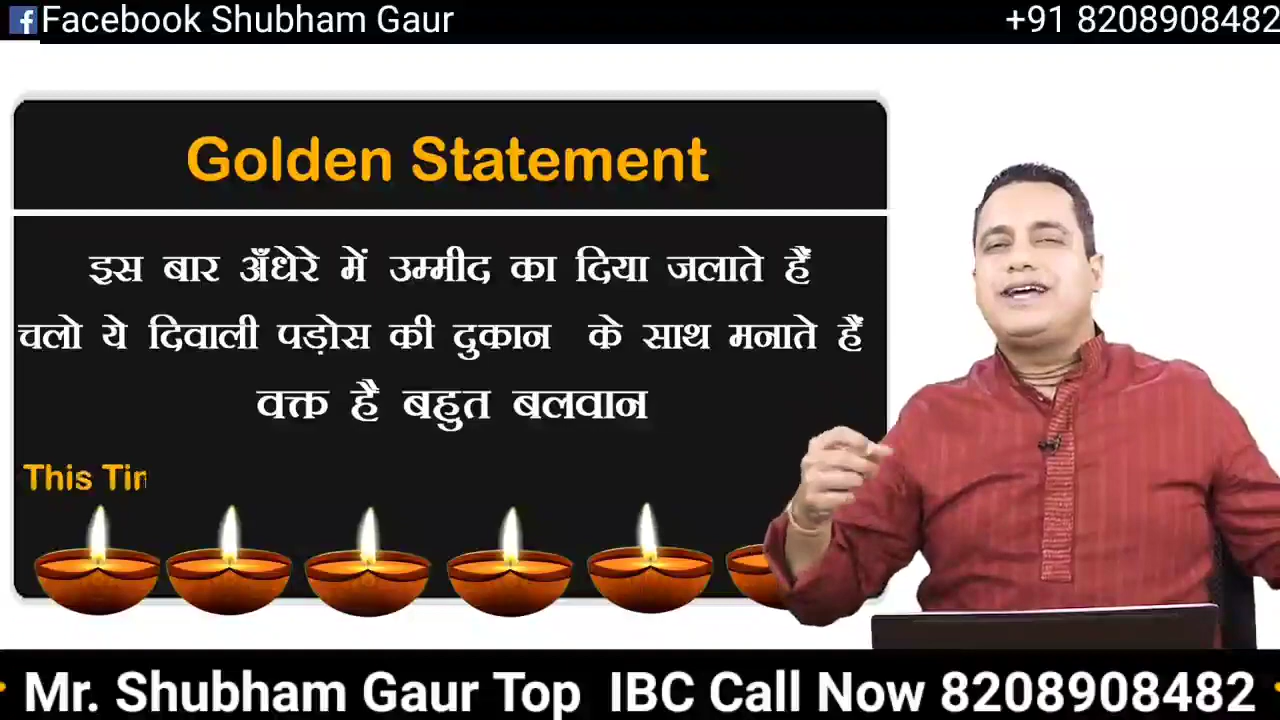 Facebook Shubham Gaur
+91 8208908482
Golden Statement
इस बार अँधेरे में उम्मीद का दिया जलाते हैं
चलो ये दिवाली पड़ोस की दुकान के साथ मनाते हैं
वक्त है बहुत बलवान
This
Mr. Shubham Gaur Top IBC Call Now 8208908482